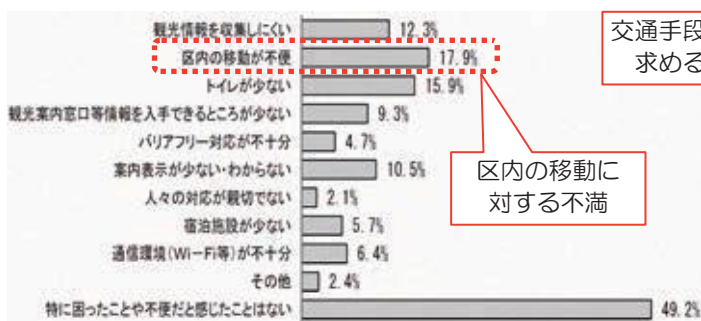 観光情報を収集しにくい 12.3%
区内の移動が不便 17.9%
トイレが少ない 15.9%
観光案内窓口等情報を入手できるところが少ない 9.3%
バリアフリー対応が不十分 4.7%
案内表示が少ない・わからない 10.5%
人々の対応が親切でない 2.1%
宿泊施設が少ない 5.7%
通信環境(Wi-Fi等)が不十分 6.4%
その他 2.4%
特に困ったことや不便だと感じたことはない 49.2%
交通手段
求める
区内の移動に
対する不満